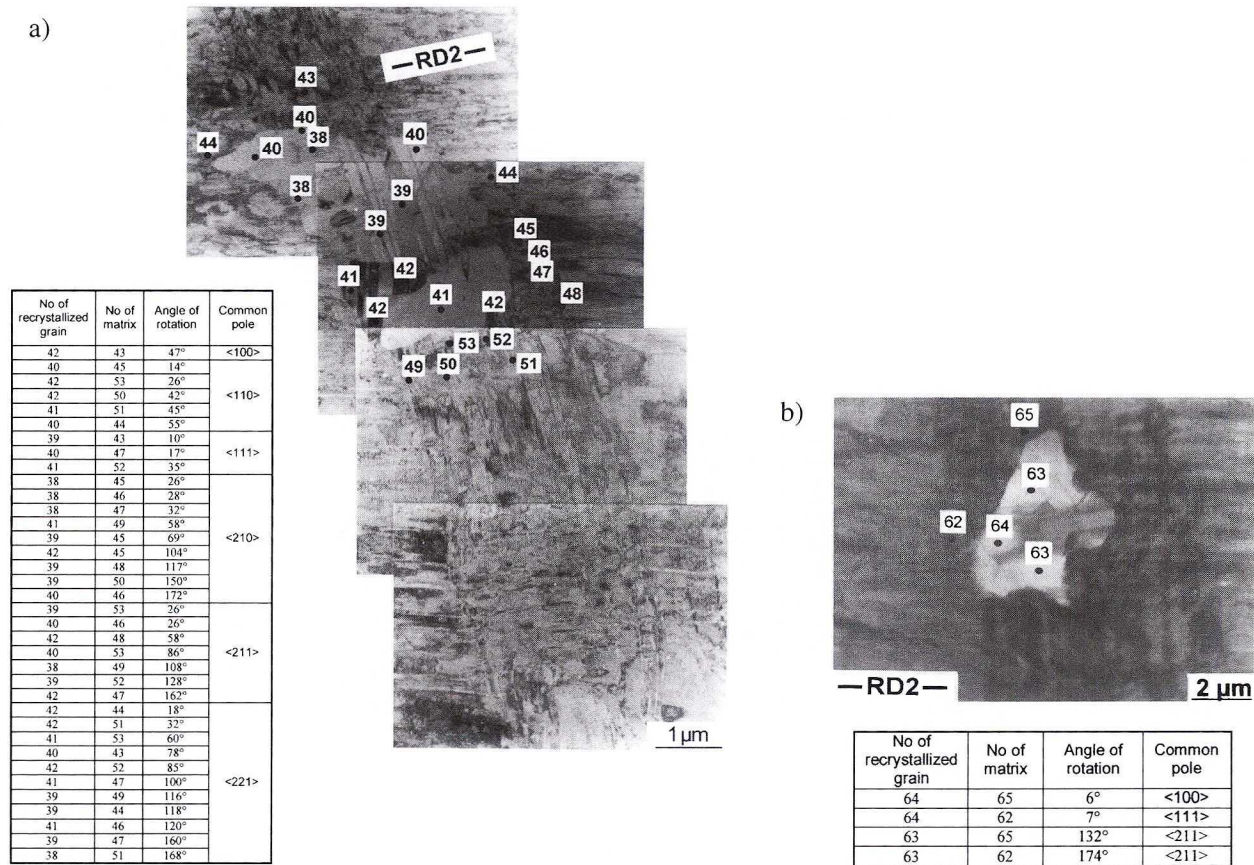 a)
—RD2—
43
40
38
40
44
40
38
44
39
39
45
46
42
47
41
48
41
42
42
52
53
51
50
49
1 µm
No of recrystallized grain No of matrix Angle of rotation Common pole
42 43 47° <100>
40 45 14° <110>
42 53 26°
42 50 42°
41 51 45°
40 44 55°
39 43 10° <111>
40 47 17°
41 52 35°
38 45 26° <210>
38 46 28°
38 47 32°
41 49 58°
39 45 69°
42 45 104°
39 48 117°
39 50 150°
40 46 172°
39 53 26° <211>
40 46 26°
42 48 58°
40 53 86°
38 49 108°
39 52 128°
42 47 162°
42 44 18° <221>
42 51 32°
41 53 60°
40 43 78°
42 52 85°
41 47 100°
39 49 116°
39 44 118°
41 46 120°
39 47 160°
38 51 168°
b)
65
63
62
64
63
—RD2—
2 µm
No of recrystallized grain No of matrix Angle of rotation Common pole
64 65 6° <100>
64 62 7° <111>
63 65 132° <211>
63 62 174° <211>